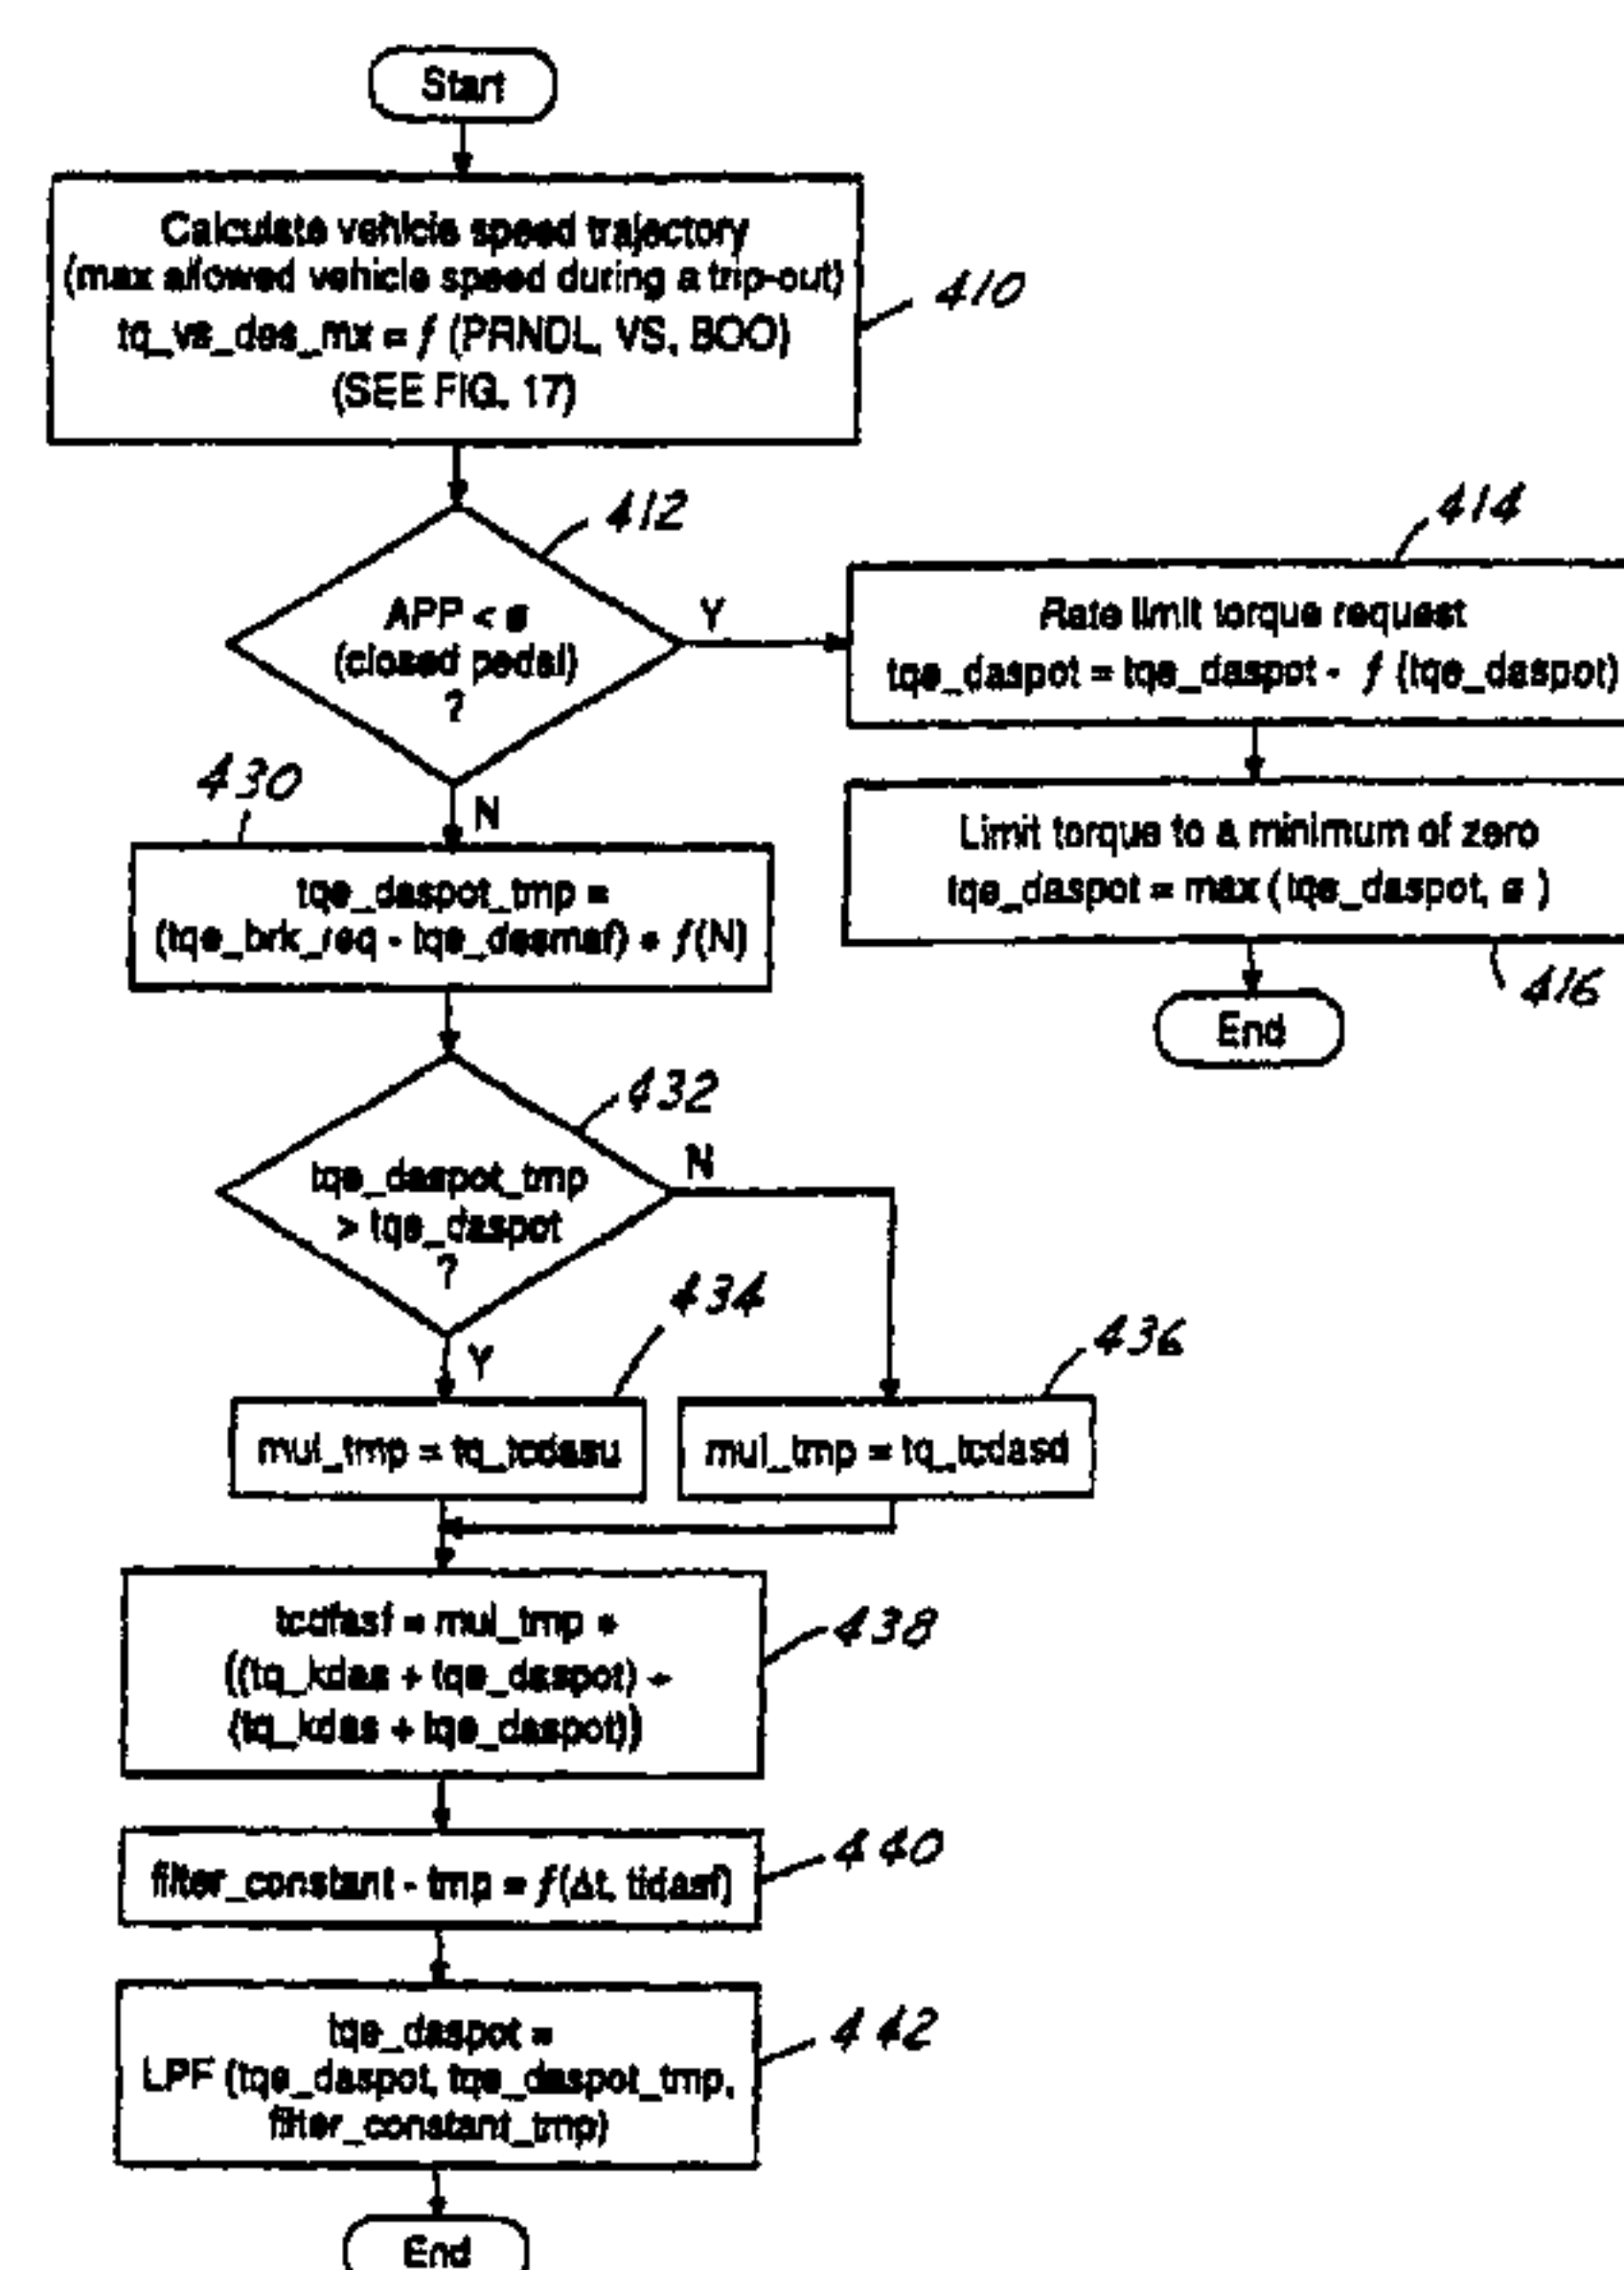 Start
Calculate vehicle speed trajectory
(max allowed vehicle speed during a trip-out)
tq_vs_des_mx = f (PRNDL, VS, BOO)
(SEE FIG. 17)
410
412
APP < ø
(closed pedal)
?
Y
N
414
Rate limit torque request
tqe_daspot = tqe_daspot - f (tqe_daspot)
Limit torque to a minimum of zero
tqe_daspot = max ( tqe_daspot, ø )
416
End
430
tqe_daspot_tmp =
(tqe_brk_req - tqe_desmaf) * f(N)
432
tqe_daspot_tmp
> tqe_daspot
?
N
Y
434
mul_tmp = tq_tcdasu
436
mul_tmp = tq_tcdasd
tcdfasf = mul_tmp *
((tq_kdas + tqe_daspot) ÷
(tq_kdas + tqe_daspot))
438
filter_constant - tmp = f(Δt, tidasf)
440
tqe_daspot =
LPF (tqe_daspot, tqe_daspot_tmp,
filter_constant_tmp)
442
End